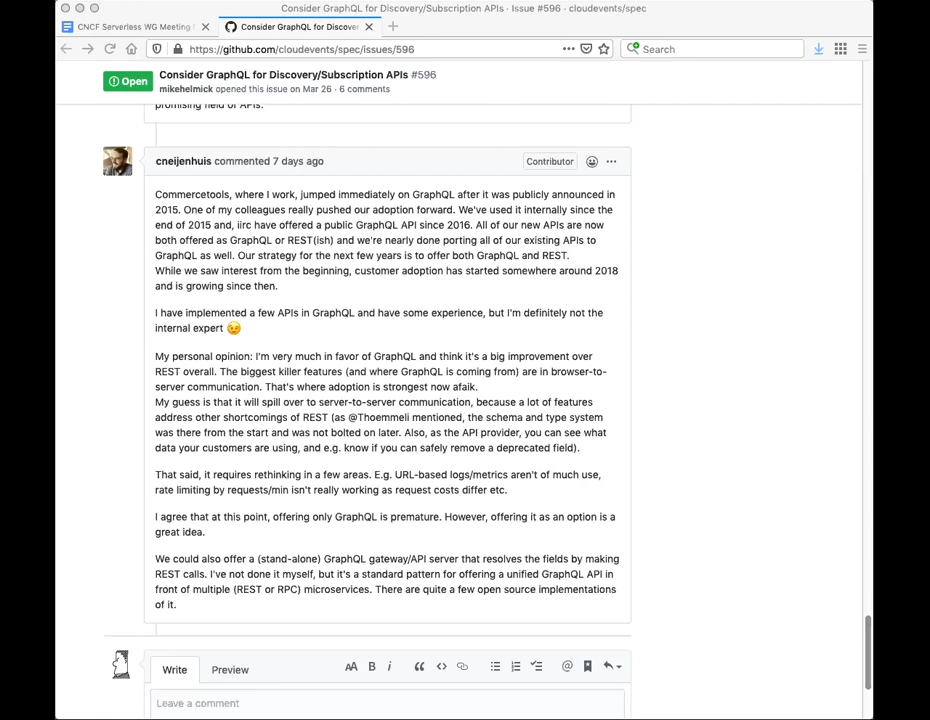 Consider GraphQL for Discovery/Subscription APIs · Issue #596 · cloudevents/spec
CNCF Serverless WG Meeting
Consider GraphQL for Discover
https://github.com/cloudevents/spec/issues/596
Search
Open
Consider GraphQL for Discovery/Subscription APIs #596
mikehelmick opened this issue on Mar 26 · 6 comments
promising field of APIs.
cneijenhuis commented 7 days ago
Contributor
Commercetools, where I work, jumped immediately on GraphQL after it was publicly announced in
2015. One of my colleagues really pushed our adoption forward. We've used it internally since the
end of 2015 and, iirc have offered a public GraphQL API since 2016. All of our new APIs are now
both offered as GraphQL or REST(ish) and we're nearly done porting all of our existing APIs to
GraphQL as well. Our strategy for the next few years is to offer both GraphQL and REST.
While we saw interest from the beginning, customer adoption has started somewhere around 2018
and is growing since then.
I have implemented a few APIs in GraphQL and have some experience, but I'm definitely not the
internal expert 😉
My personal opinion: I'm very much in favor of GraphQL and think it's a big improvement over
REST overall. The biggest killer features (and where GraphQL is coming from) are in browser-to-
server communication. That's where adoption is strongest now afaik.
My guess is that it will spill over to server-to-server communication, because a lot of features
address other shortcomings of REST (as @Thoemmeli mentioned, the schema and type system
was there from the start and was not bolted on later. Also, as the API provider, you can see what
data your customers are using, and e.g. know if you can safely remove a deprecated field).
That said, it requires rethinking in a few areas. E.g. URL-based logs/metrics aren't of much use,
rate limiting by requests/min isn't really working as request costs differ etc.
I agree that at this point, offering only GraphQL is premature. However, offering it as an option is a
great idea.
We could also offer a (stand-alone) GraphQL gateway/API server that resolves the fields by making
REST calls. I've not done it myself, but it's a standard pattern for offering a unified GraphQL API in
front of multiple (REST or RPC) microservices. There are quite a few open source implementations
of it.
Write
Preview
AA B i
Leave a comment